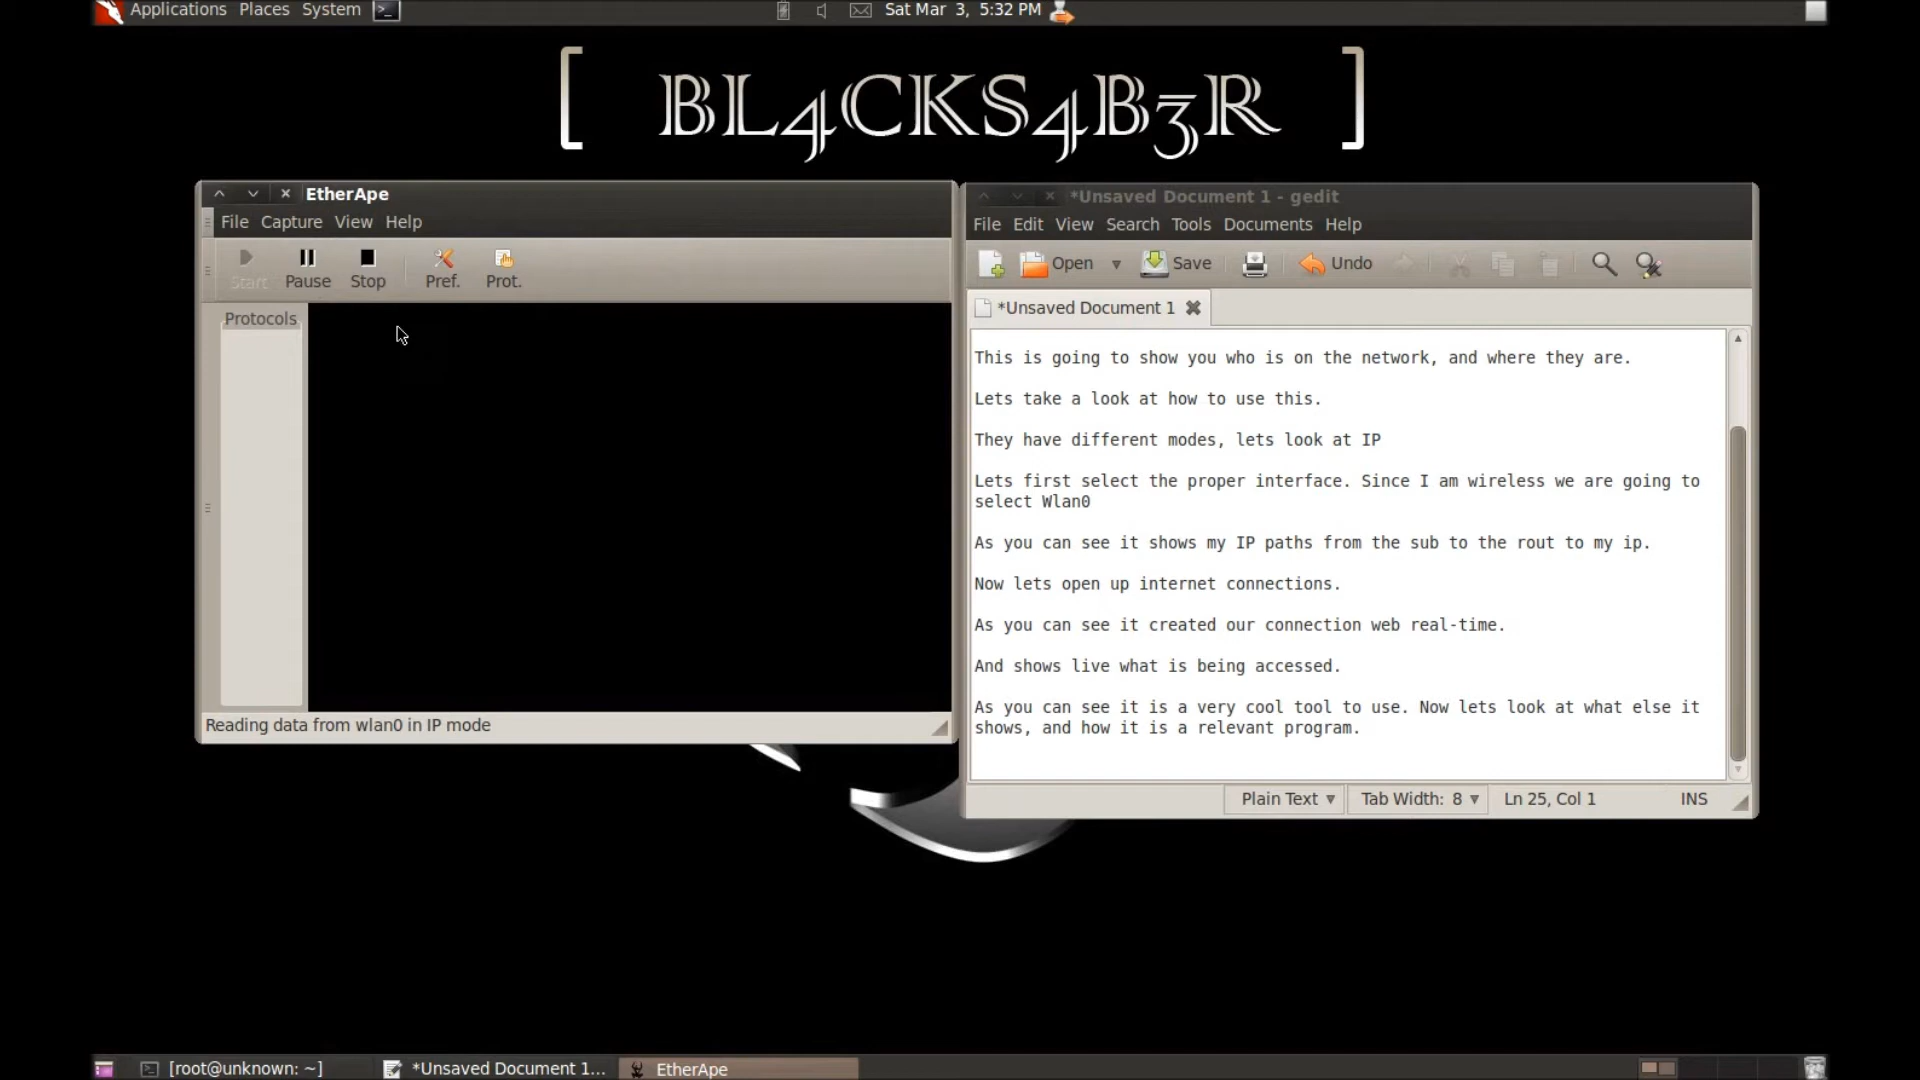 Applications Places System Sat Mar 3, 5:32 PM
BL4CKS4B3R
EtherApe
File Capture View Help
Start Pause Stop Pref. Prot.
Protocols
Reading data from wlan0 in IP mode
*Unsaved Document 1 - gedit
File Edit View Search Tools Documents Help
Open Save Undo
*Unsaved Document 1
This is going to show you who is on the network, and where they are.
Lets take a look at how to use this.
They have different modes, lets look at IP
Lets first select the proper interface. Since I am wireless we are going to
select Wlan0
As you can see it shows my IP paths from the sub to the rout to my ip.
Now lets open up internet connections.
As you can see it created our connection web real-time.
And shows live what is being accessed.
As you can see it is a very cool tool to use. Now lets look at what else it
shows, and how it is a relevant program.
Plain Text Tab Width: 8 Ln 25, Col 1 INS
[root@unknown: ~] *Unsaved Document 1... EtherApe